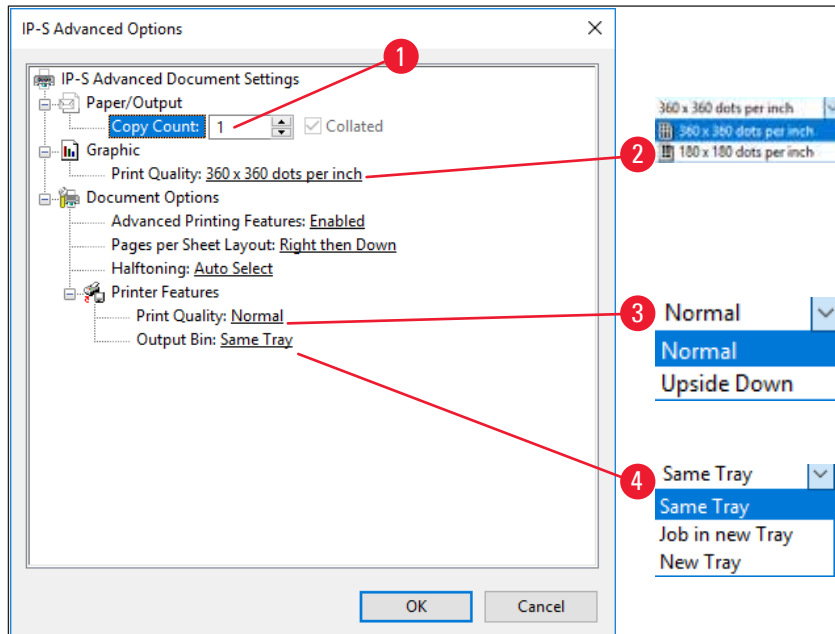 IP-S Advanced Options
IP-S Advanced Document Settings
Paper/Output
Copy Count: 1 Collated
Graphic
Print Quality: 360 x 360 dots per inch
Document Options
Advanced Printing Features: Enabled
Pages per Sheet Layout: Right then Down
Halftoning: Auto Select
Printer Features
Print Quality: Normal
Output Bin: Same Tray
OK
Cancel
1
2
360 x 360 dots per inch
360 x 360 dots per inch
180 x 180 dots per inch
3
Normal
Normal
Upside Down
4
Same Tray
Same Tray
Job in new Tray
New Tray